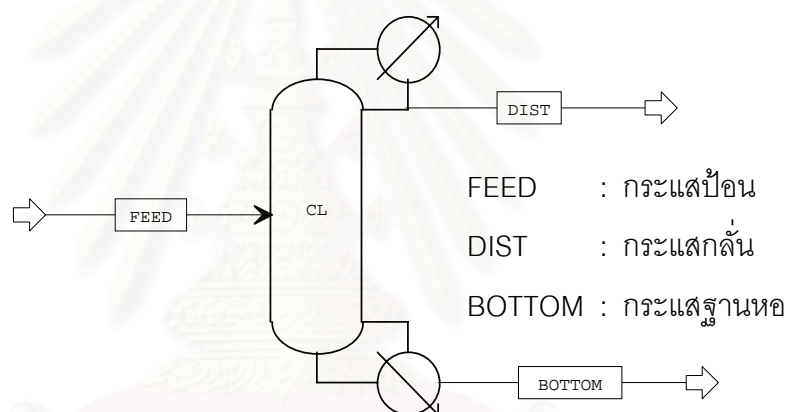 DIST
FEED
CL
FEED : กระแสป้อน
DIST : กระแสกลั่น
BOTTOM : กระแสฐานหอ
BOTTOM